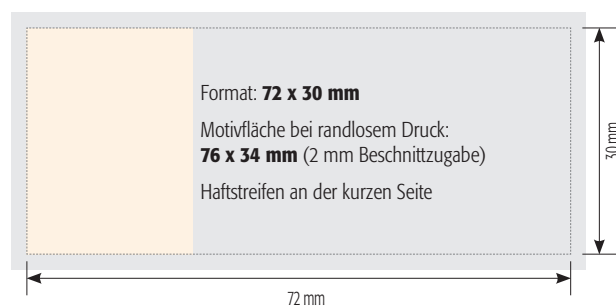 Format: 72 x 30 mm
Motivfläche bei randlosem Druck:
76 x 34 mm (2 mm Beschnittzugabe)
Haftstreifen an der kurzen Seite
30 mm
72 mm